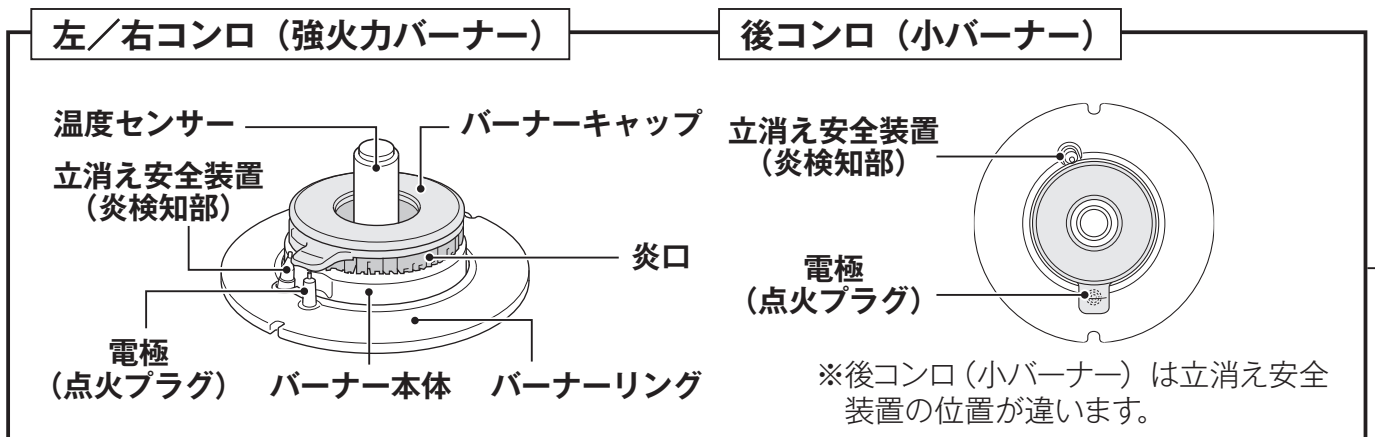 左／右コンロ（強火力バーナー）
温度センサー
バーナーキャップ
立消え安全装置
（炎検知部）
炎口
電極
（点火プラグ）
バーナー本体
バーナーリング
後コンロ（小バーナー）
立消え安全装置
（炎検知部）
電極
（点火プラグ）
※後コンロ（小バーナー）は立消え安全
装置の位置が違います。